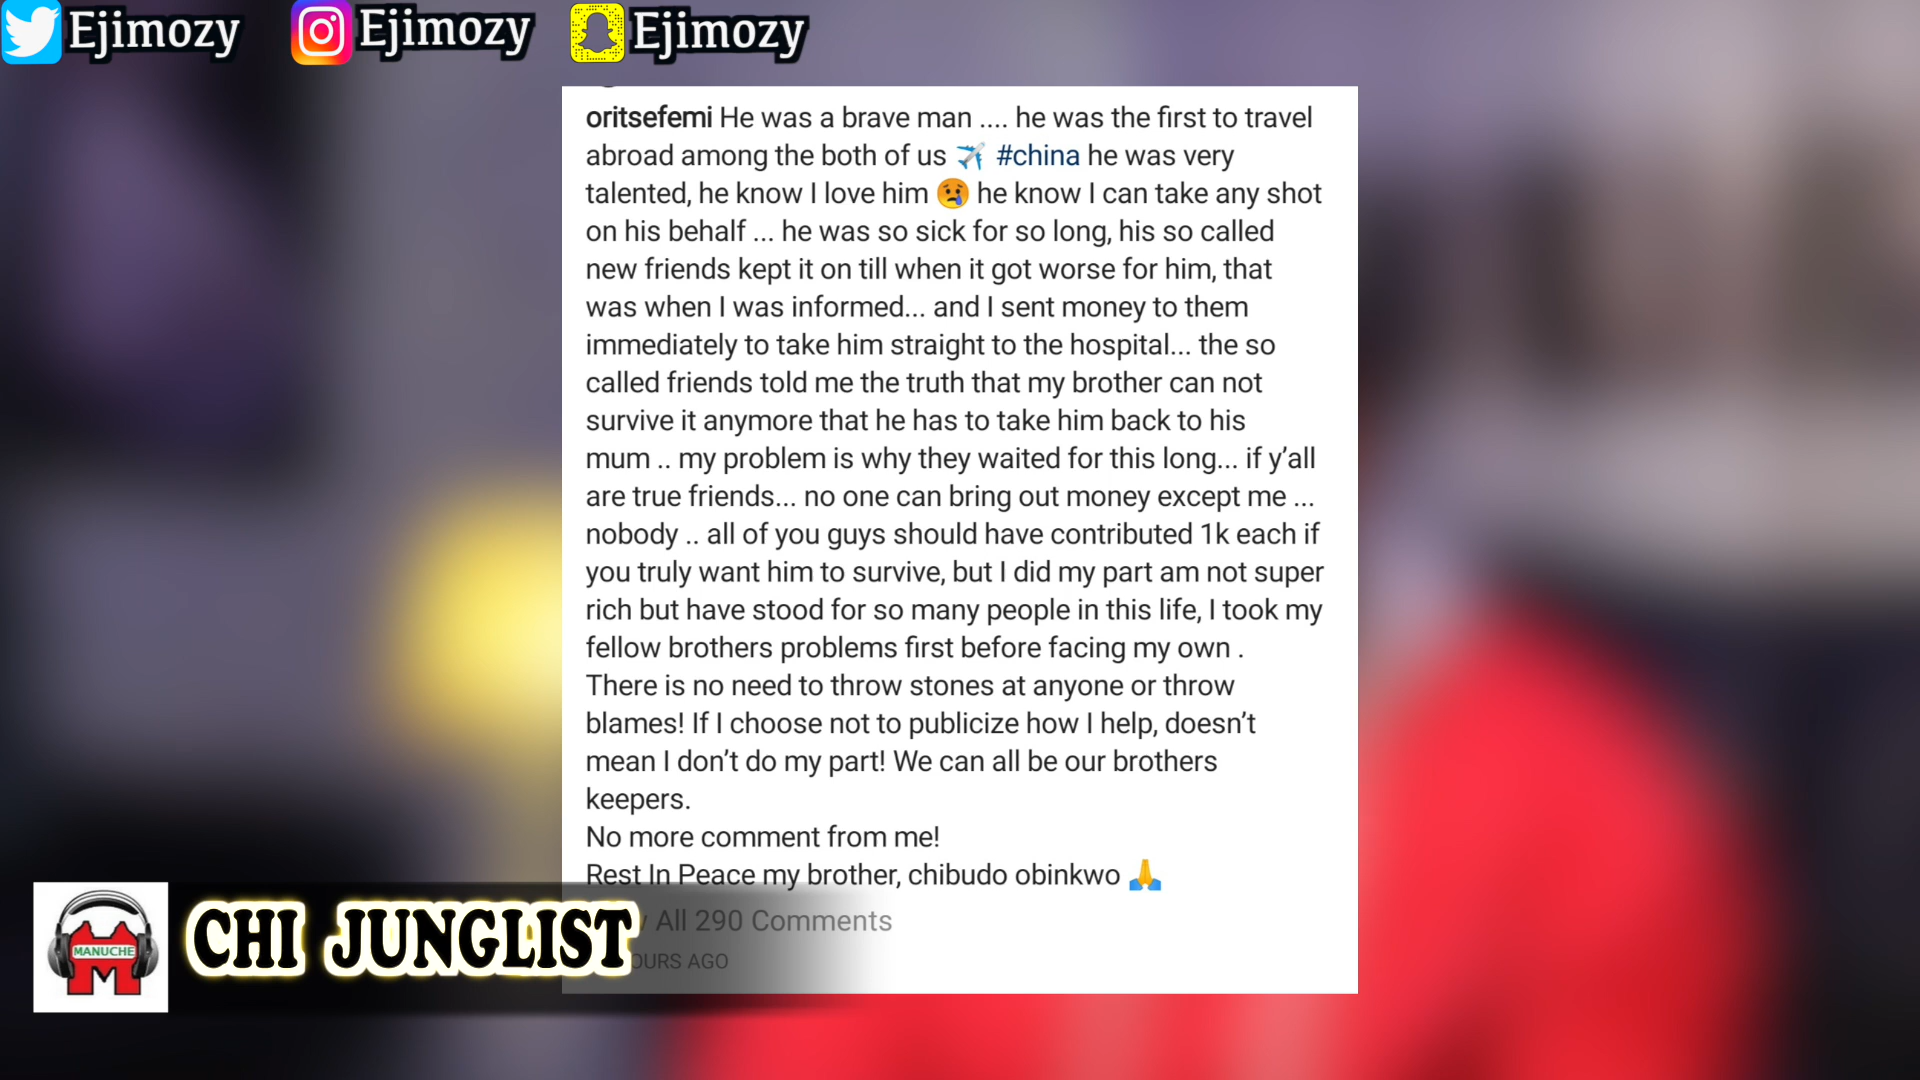 Ejimozy Ejimozy Ejimozy
oritsefemi He was a brave man .... he was the first to travel
abroad among the both of us ✈️ #china he was very
talented, he know I love him 😢 he know I can take any shot
on his behalf ... he was so sick for so long, his so called
new friends kept it on till when it got worse for him, that
was when I was informed... and I sent money to them
immediately to take him straight to the hospital... the so
called friends told me the truth that my brother can not
survive it anymore that he has to take him back to his
mum .. my problem is why they waited for this long... if y’all
are true friends... no one can bring out money except me ...
nobody .. all of you guys should have contributed 1k each if
you truly want him to survive, but I did my part am not super
rich but have stood for so many people in this life, I took my
fellow brothers problems first before facing my own .
There is no need to throw stones at anyone or throw
blames! If I choose not to publicize how I help, doesn’t
mean I don’t do my part! We can all be our brothers
keepers.
No more comment from me!
Rest In Peace my brother, chibudo obinkwo 🙏
All 290 Comments
AGO
MANUCHE
CHI JUNGLIST